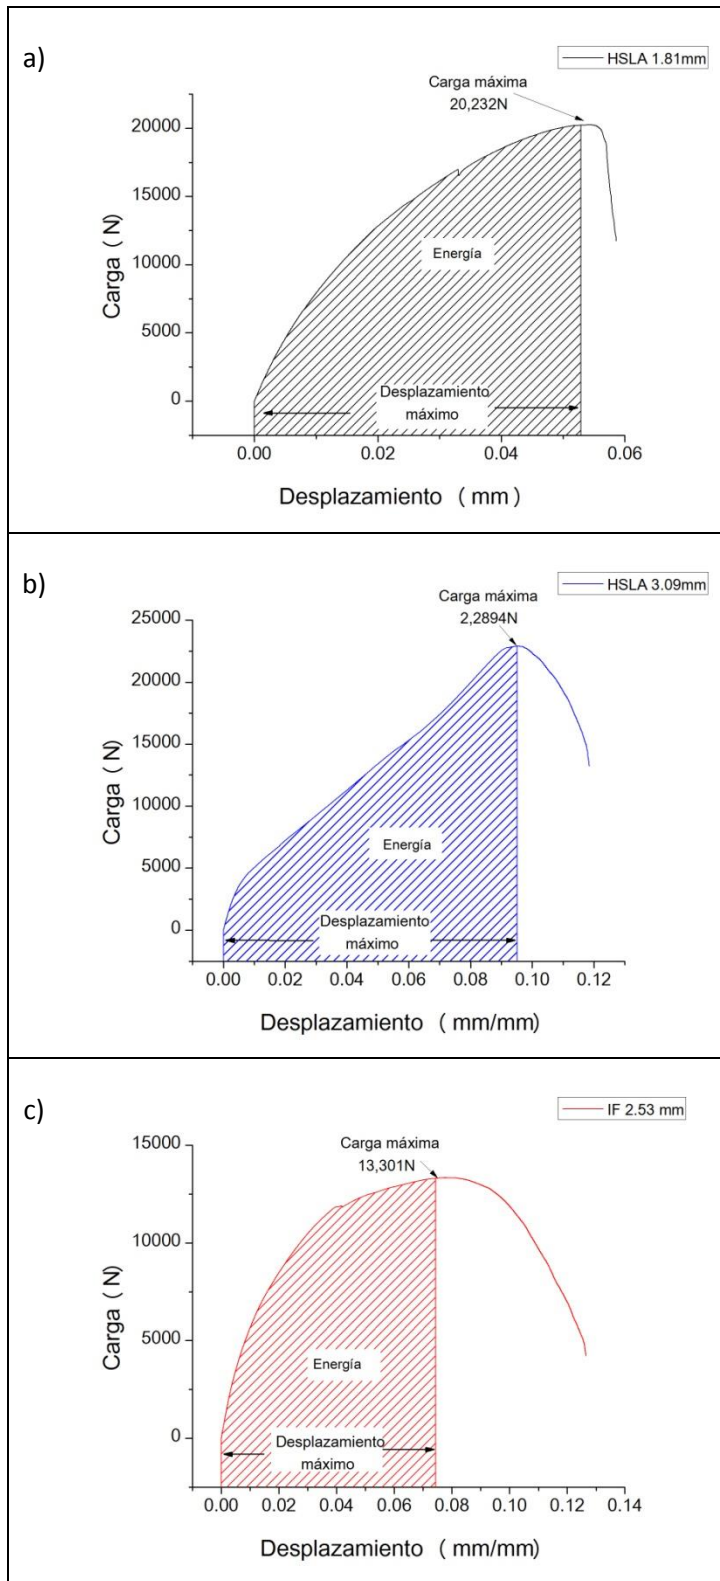 a)
HSLA 1.81mm
Carga máxima
20,232N
20000
15000
10000
5000
0
Carga ( N)
Energía
Desplazamiento
máximo
0.00 0.02 0.04 0.06
Desplazamiento ( mm )
b)
HSLA 3.09mm
Carga máxima
2,2894N
25000
20000
15000
10000
5000
0
Carga ( N)
Energía
Desplazamiento
máximo
0.00 0.02 0.04 0.06 0.08 0.10 0.12
Desplazamiento ( mm/mm)
c)
IF 2.53 mm
Carga máxima
13,301N
15000
10000
5000
0
Carga ( N)
Energía
Desplazamiento
máximo
0.00 0.02 0.04 0.06 0.08 0.10 0.12 0.14
Desplazamiento ( mm/mm)